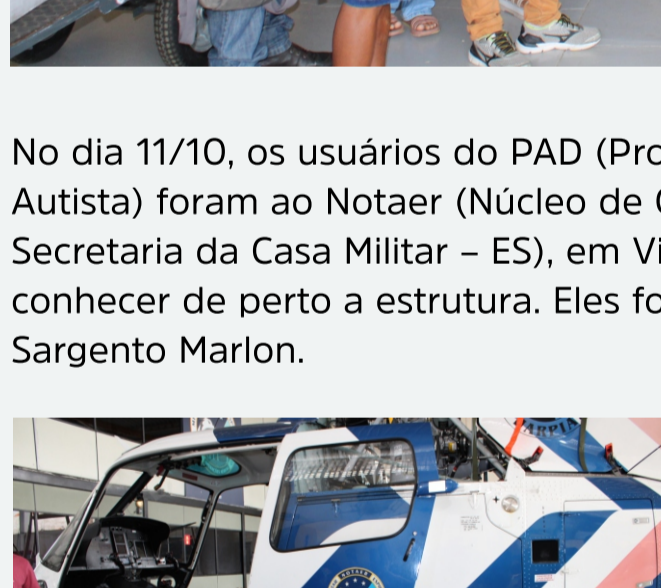 No dia 11/10, os usuários do PAD (Pro
Autista) foram ao Notaer (Núcleo de
Secretaria da Casa Militar – ES), em Vi
conhecer de perto a estrutura. Eles fo
Sargento Marlon.
NOTAER